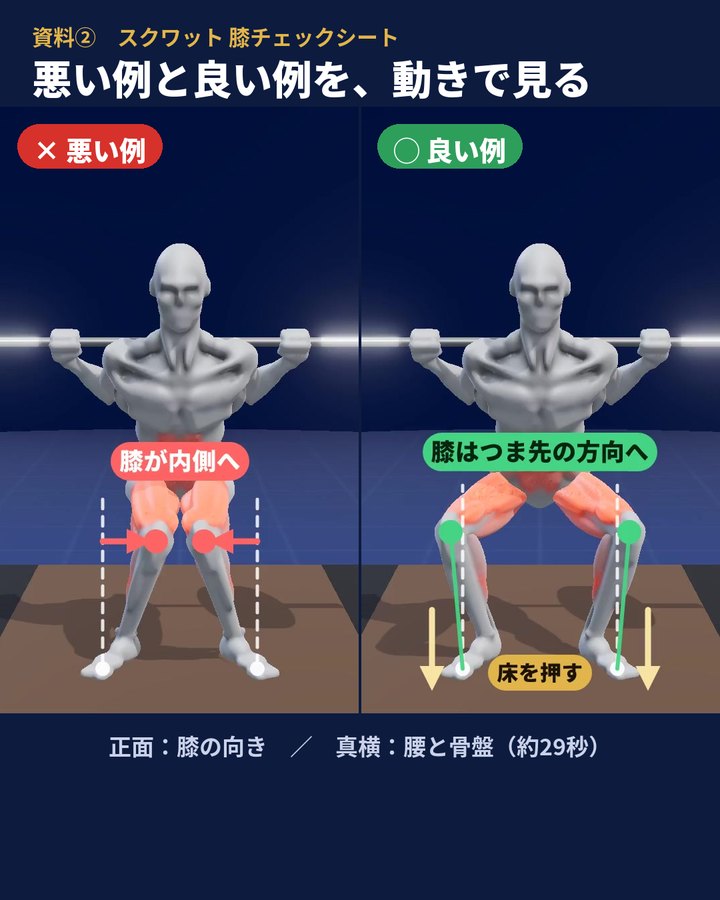 資料② スクワット 膝チェックシート
悪い例と良い例を、動きで見る
× 悪い例
○ 良い例
膝が内側へ
膝はつま先の方向へ
床を押す
正面：膝の向き ／ 真横：腰と骨盤（約29秒）